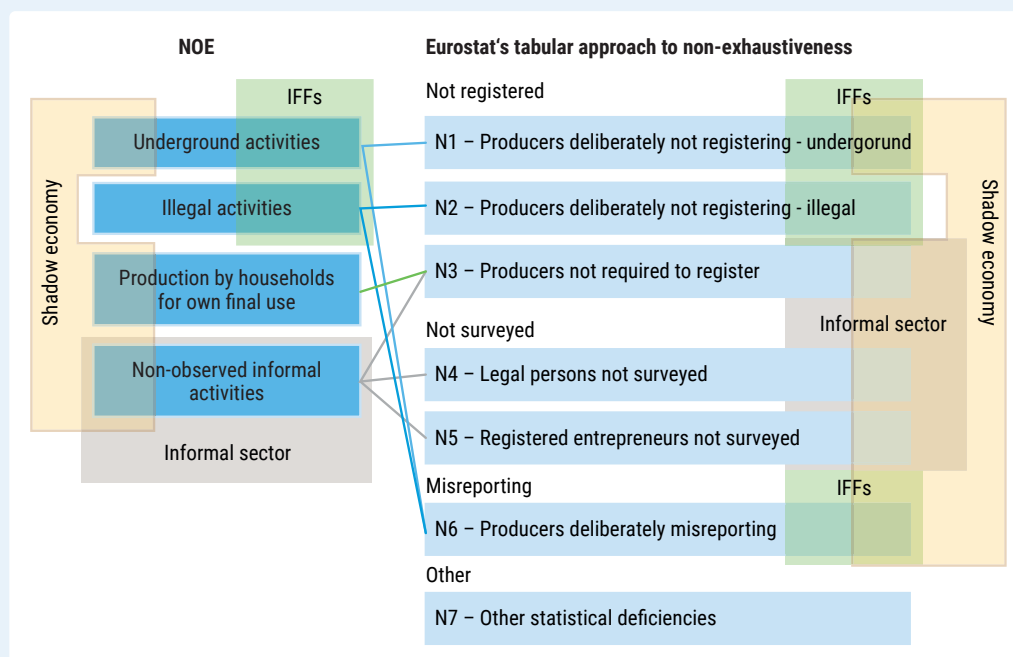 NOE
Eurostat‘s tabular approach to non-exhaustiveness
IFFs
Not registered
IFFs
Underground activities
N1 – Producers deliberately not registering - undergorund
Illegal activities
N2 – Producers deliberately not registering - illegal
Shadow economy
Shadow economy
Production by households
for own final use
N3 – Producers not required to register
Not surveyed
Informal sector
Non-observed informal
activities
N4 – Legal persons not surveyed
N5 – Registered entrepreneurs not surveyed
Informal sector
Misreporting
IFFs
N6 – Producers deliberately misreporting
Other
N7 – Other statistical deficiencies